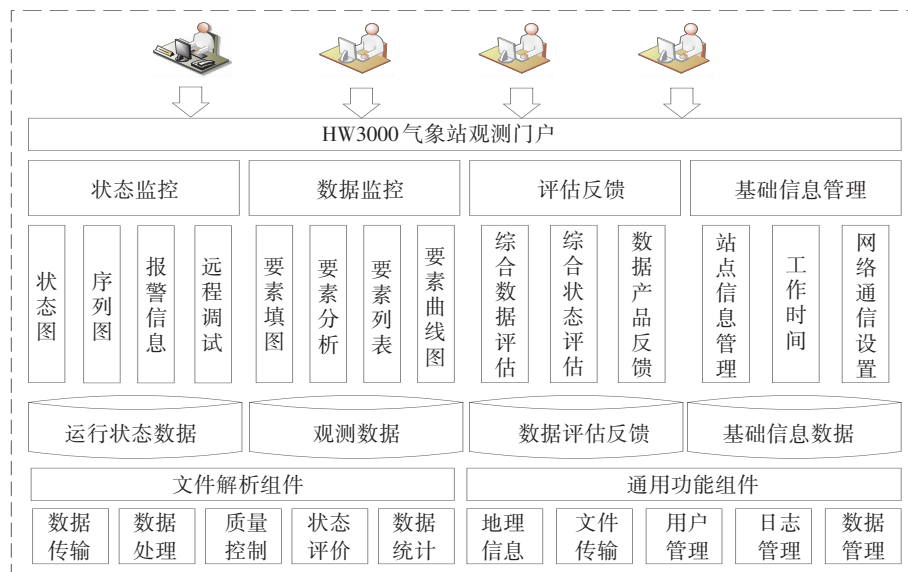 HW3000气象站观测门户
状态监控
数据监控
评估反馈
基础信息管理
状态图
序列图
报警信息
远程调试
要素填图
要素分析
要素列表
要素曲线图
综合数据评估
综合状态评估
数据产品反馈
站点信息管理
工作时间
网络通信设置
运行状态数据
观测数据
数据评估反馈
基础信息数据
文件解析组件
通用功能组件
数据
传输
数据
处理
质量
控制
状态
评价
数据
统计
地理
信息
文件
传输
用户
管理
日志
管理
数据
管理